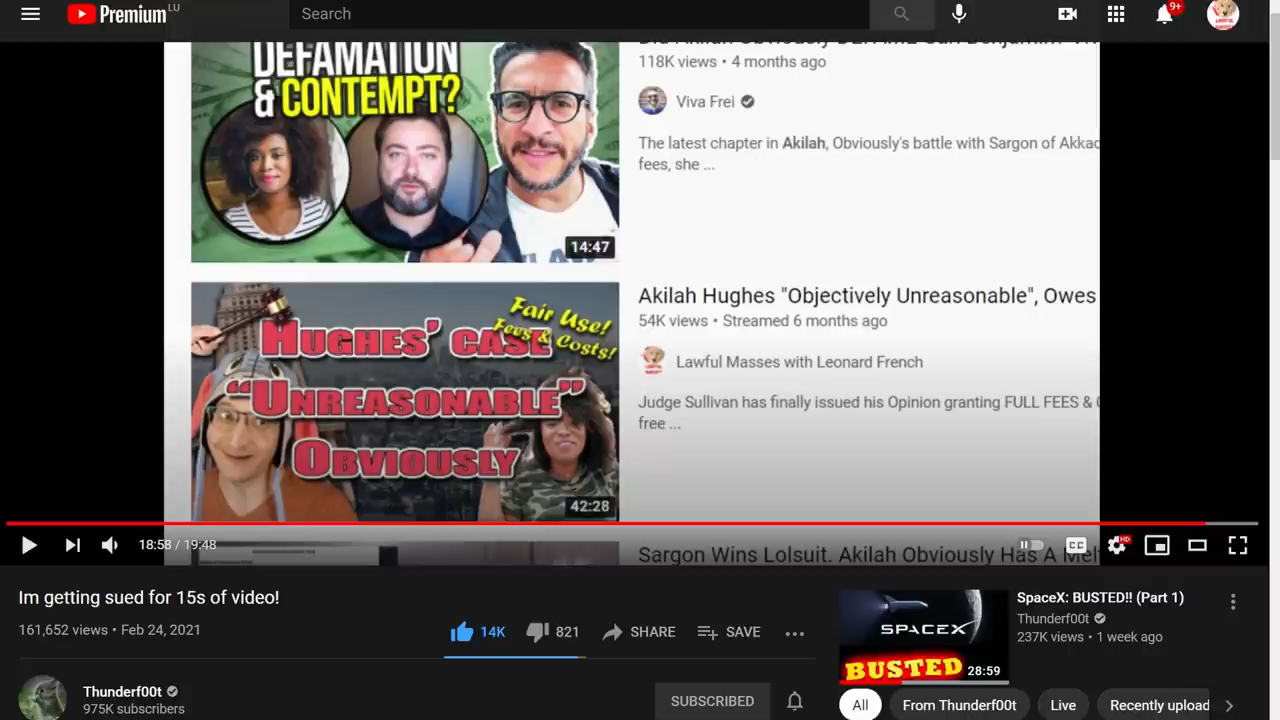 LU
Premium
Search
9+
DEFAMATION
& CONTEMPT?
14:47
118K views • 4 months ago
Viva Frei
The latest chapter in Akilah, Obviously's battle with Sargon of Akkad
fees, she ...
Fair Use!
Fees & Costs!
HUGHES' CASE
"UNREASONABLE"
OBVIOUSLY
42:28
Akilah Hughes "Objectively Unreasonable", Owes
54K views • Streamed 6 months ago
Lawful Masses with Leonard French
Judge Sullivan has finally issued his Opinion granting FULL FEES &
free ...
Sargon Wins Lolsuit. Akilah Obviously Has A
18:58 / 19:48
CC
HD
Im getting sued for 15s of video!
161,652 views • Feb 24, 2021
14K
821
SHARE
SAVE
Thunderf00t
975K subscribers
SUBSCRIBED
SPACEX
BUSTED
28:59
SpaceX: BUSTED!! (Part 1)
Thunderf00t
237K views • 1 week ago
All
From Thunderf00t
Live
Recently upload